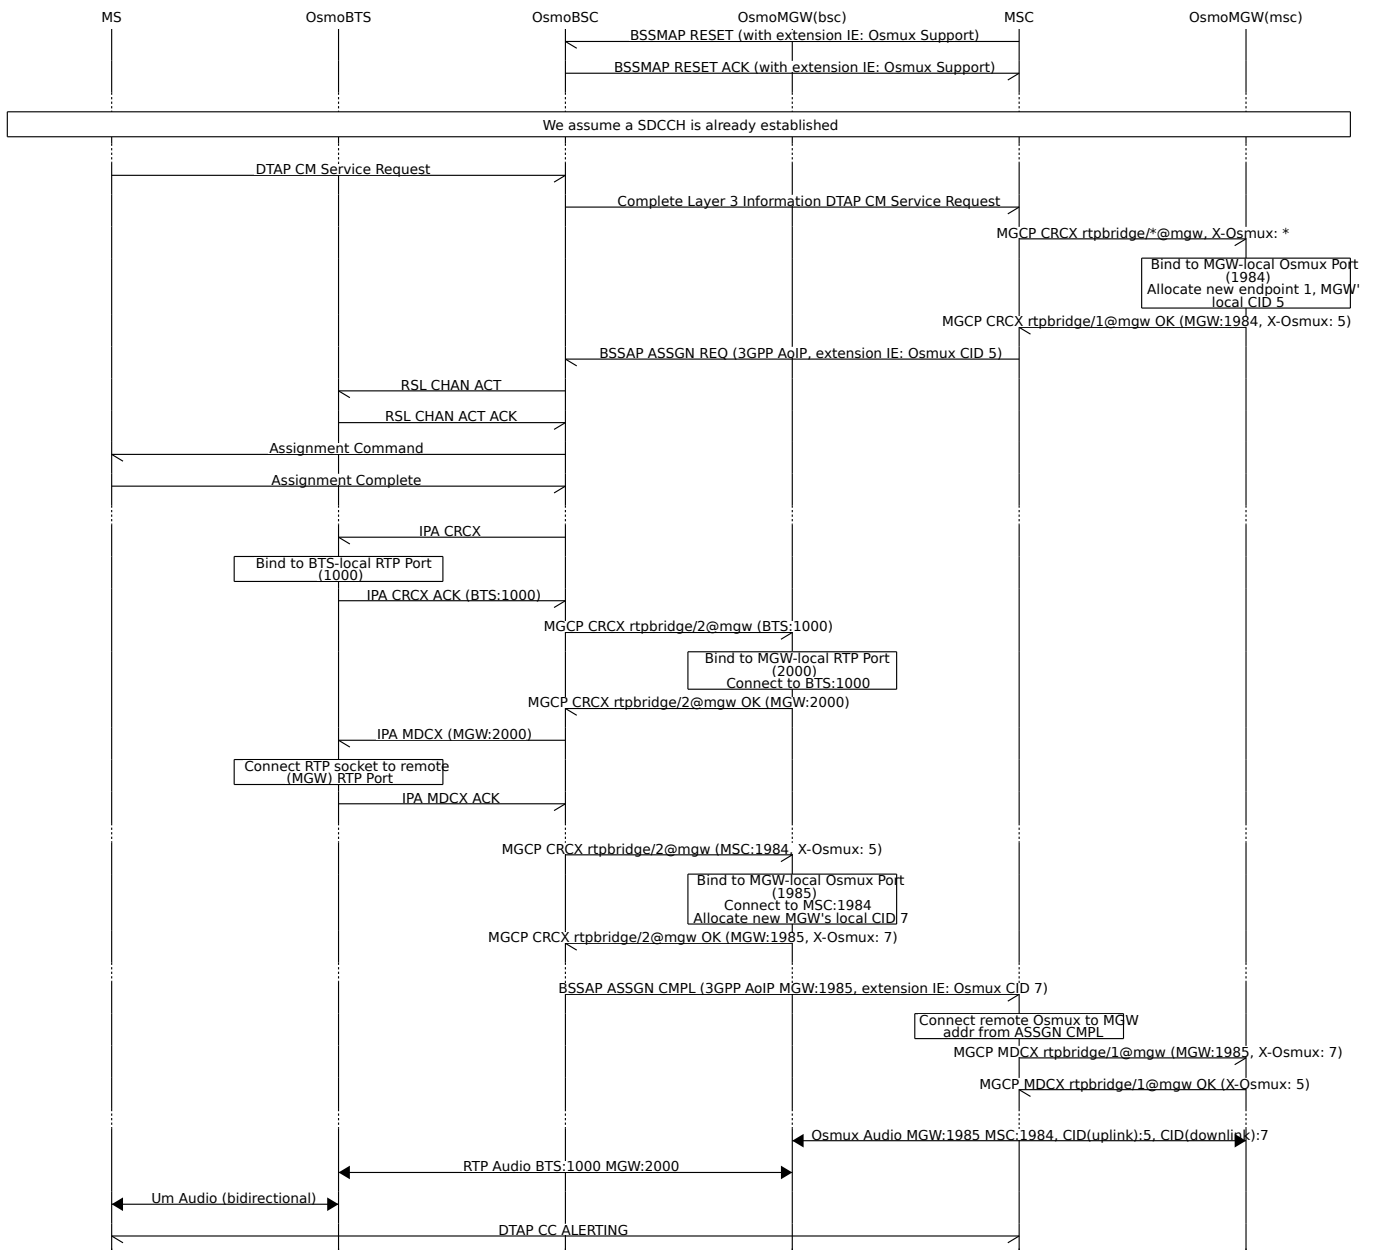 MS OsmoBTS OsmoBSC OsmoMGW(bsc) MSC OsmoMGW(msc)
BSSMAP RESET (with extension IE: Osmux Support)
BSSMAP RESET ACK (with extension IE: Osmux Support)
We assume a SDCCH is already established
DTAP CM Service Request
Complete Layer 3 Information DTAP CM Service Request
MGCP CRCX rtpbridge/*@mgw, X-Osmux: *
Bind to MGW-local Osmux Port
(1984)
Allocate new endpoint 1, MGW'
local CID 5
MGCP CRCX rtpbridge/1@mgw OK (MGW:1984, X-Osmux: 5)
BSSAP ASSGN REQ (3GPP AoIP, extension IE: Osmux CID 5)
RSL CHAN ACT
RSL CHAN ACT ACK
Assignment Command
Assignment Complete
IPA CRCX
Bind to BTS-local RTP Port
(1000)
IPA CRCX ACK (BTS:1000)
MGCP CRCX rtpbridge/2@mgw (BTS:1000)
Bind to MGW-local RTP Port
(2000)
Connect to BTS:1000
MGCP CRCX rtpbridge/2@mgw OK (MGW:2000)
IPA MDCX (MGW:2000)
Connect RTP socket to remote
(MGW) RTP Port
IPA MDCX ACK
MGCP CRCX rtpbridge/2@mgw (MSC:1984, X-Osmux: 5)
Bind to MGW-local Osmux Port
(1985)
Connect to MSC:1984
Allocate new MGW's local CID 7
MGCP CRCX rtpbridge/2@mgw OK (MGW:1985, X-Osmux: 7)
BSSAP ASSGN CMPL (3GPP AoIP MGW:1985, extension IE: Osmux CID 7)
Connect remote Osmux to MGW
addr from ASSGN CMPL
MGCP MDCX rtpbridge/1@mgw (MGW:1985, X-Osmux: 7)
MGCP MDCX rtpbridge/1@mgw OK (X-Osmux: 5)
Osmux Audio MGW:1985 MSC:1984, CID(uplink):5, CID(downlink):7
RTP Audio BTS:1000 MGW:2000
Um Audio (bidirectional)
DTAP CC ALERTING